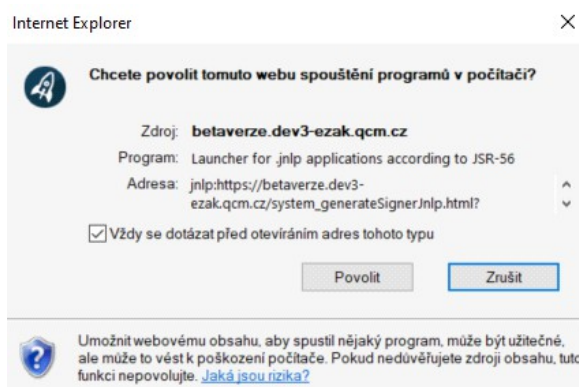 Internet Explorer
Chcete povolit tomuto webu spouštění programů v počítači?
Zdroj: betaverze.dev3-ezak.qcm.cz
Program: Launcher for .jnlp applications according to JSR-56
Adresa: jnlp:https://betaverze.dev3-
ezak.qcm.cz/system_generateSignerJnlp.html?
Vždy se dotázat před otevíráním adres tohoto typu
Povolit Zrušit
Umožnit webovému obsahu, aby spustil nějaký program, může být užitečné,
ale může to vést k poškození počítače. Pokud nedůvěřujete zdroji obsahu, tuto
funkci nepovolujte. Jaká jsou rizika?